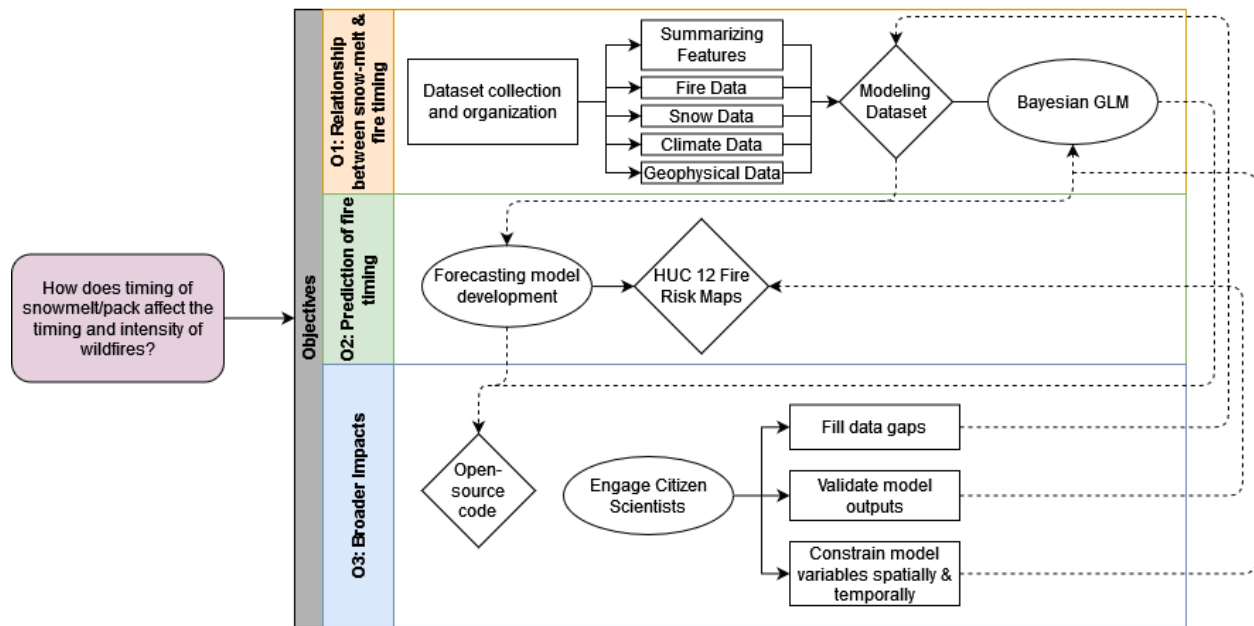 How does timing of
snowmelt/pack affect the
timing and intensity of
wildfires?
Objectives
O1: Relationship
between snow-melt &
fire timing
Dataset collection
and organization
Summarizing
Features
Fire Data
Snow Data
Climate Data
Geophysical Data
Modeling
Dataset
Bayesian GLM
O2: Prediction of fire
timing
Forecasting model
development
HUC 12 Fire
Risk Maps
O3: Broader Impacts
Open-
source
code
Engage Citizen
Scientists
Fill data gaps
Validate model
outputs
Constrain model
variables spatially &
temporally